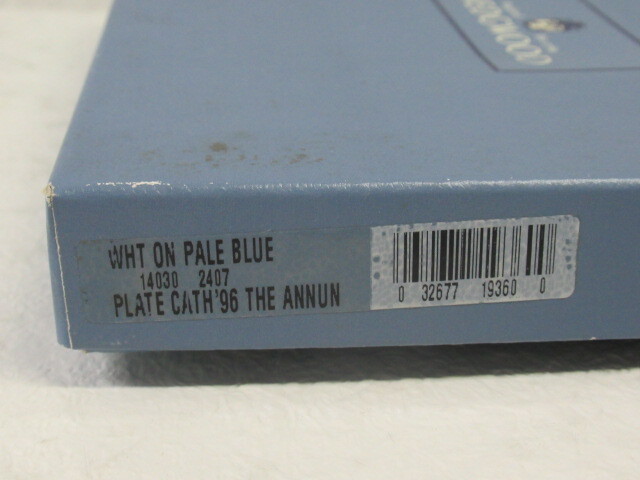 WHT ON PALE BLUE
14030 2407
PLATE CATH'96 THE ANNUN
0 32677 19360 0